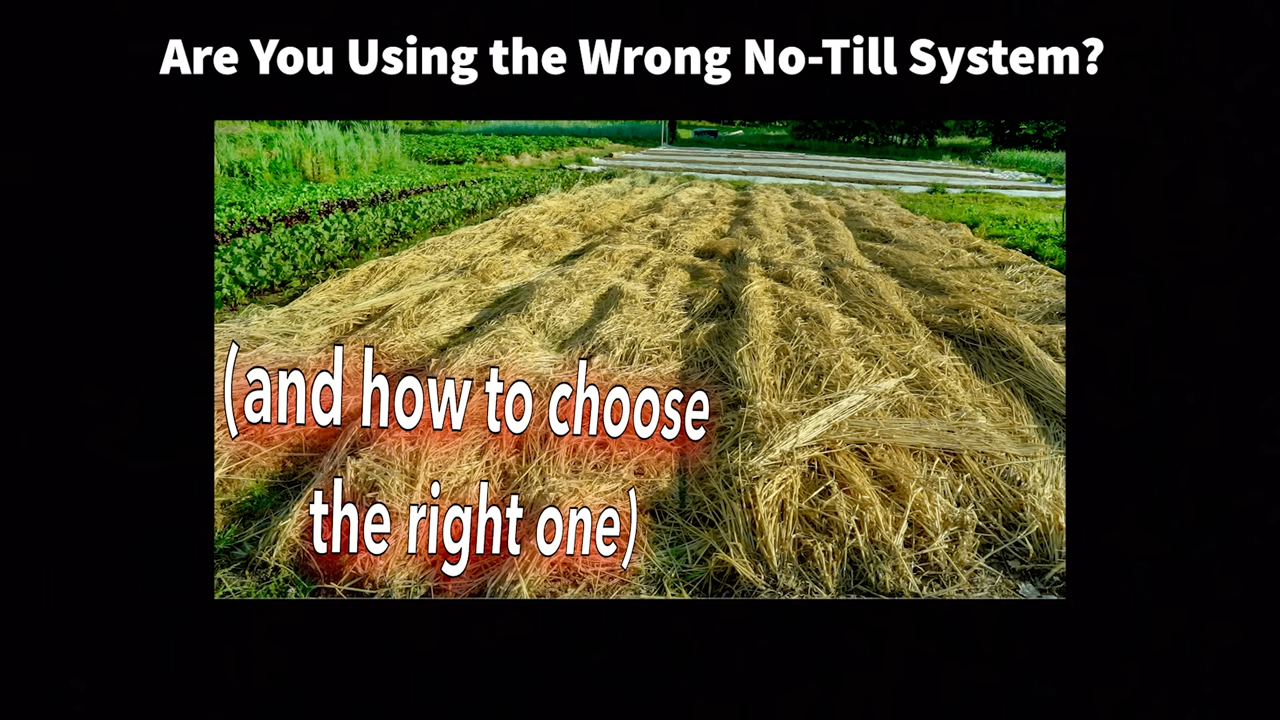 Are You Using the Wrong No-Till System?
(and how to choose
the right one)